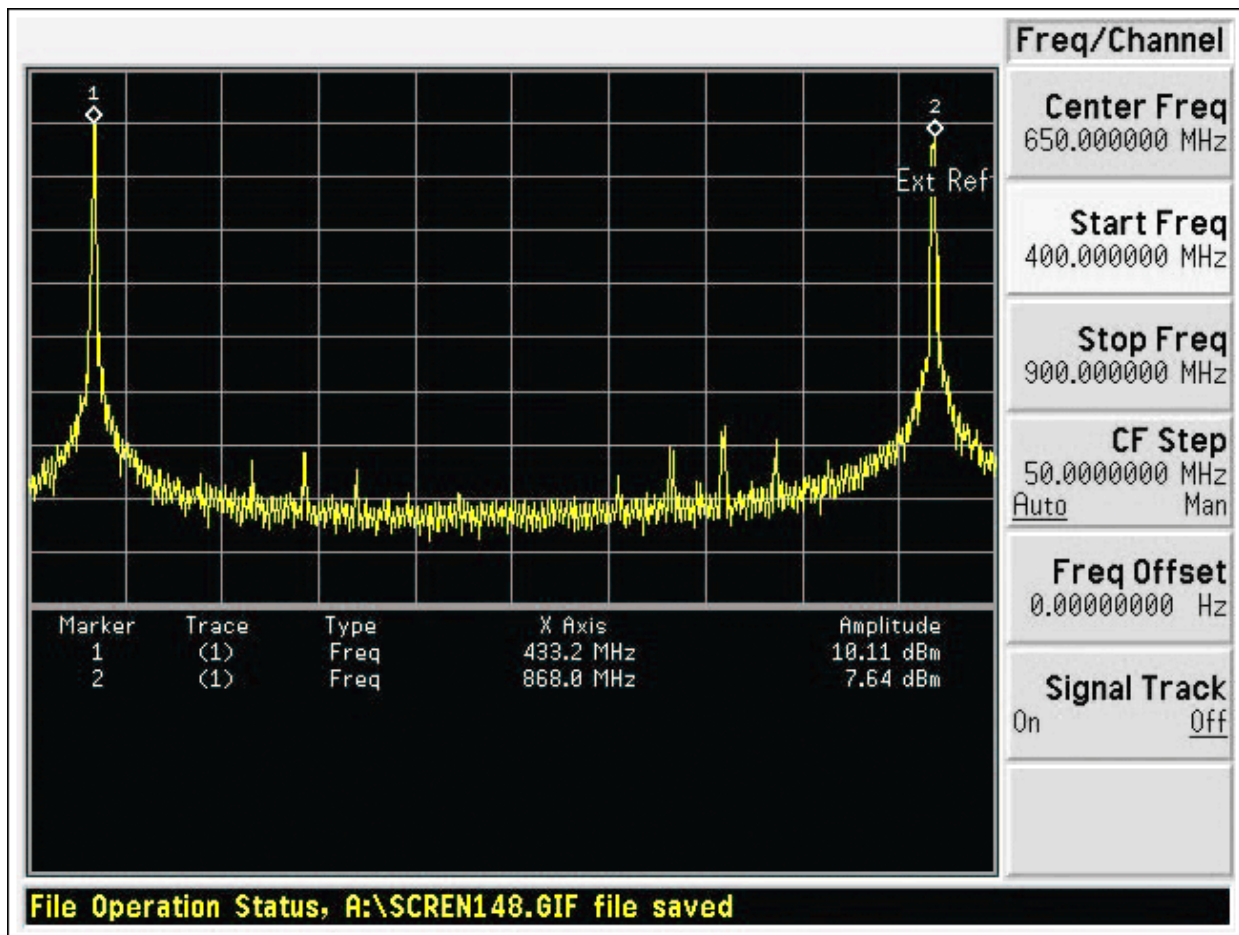 Freq/Channel
1
2
Ext Ref
Center Freq
650.000000 MHz
Start Freq
400.000000 MHz
Stop Freq
900.000000 MHz
CF Step
50.0000000 MHz
Auto Man
Freq Offset
0.00000000 Hz
Signal Track
On Off
Marker Trace Type X Axis Amplitude
1 (1) Freq 433.2 MHz 10.11 dBm
2 (1) Freq 868.0 MHz 7.64 dBm
File Operation Status, A:\SCREN148.GIF file saved